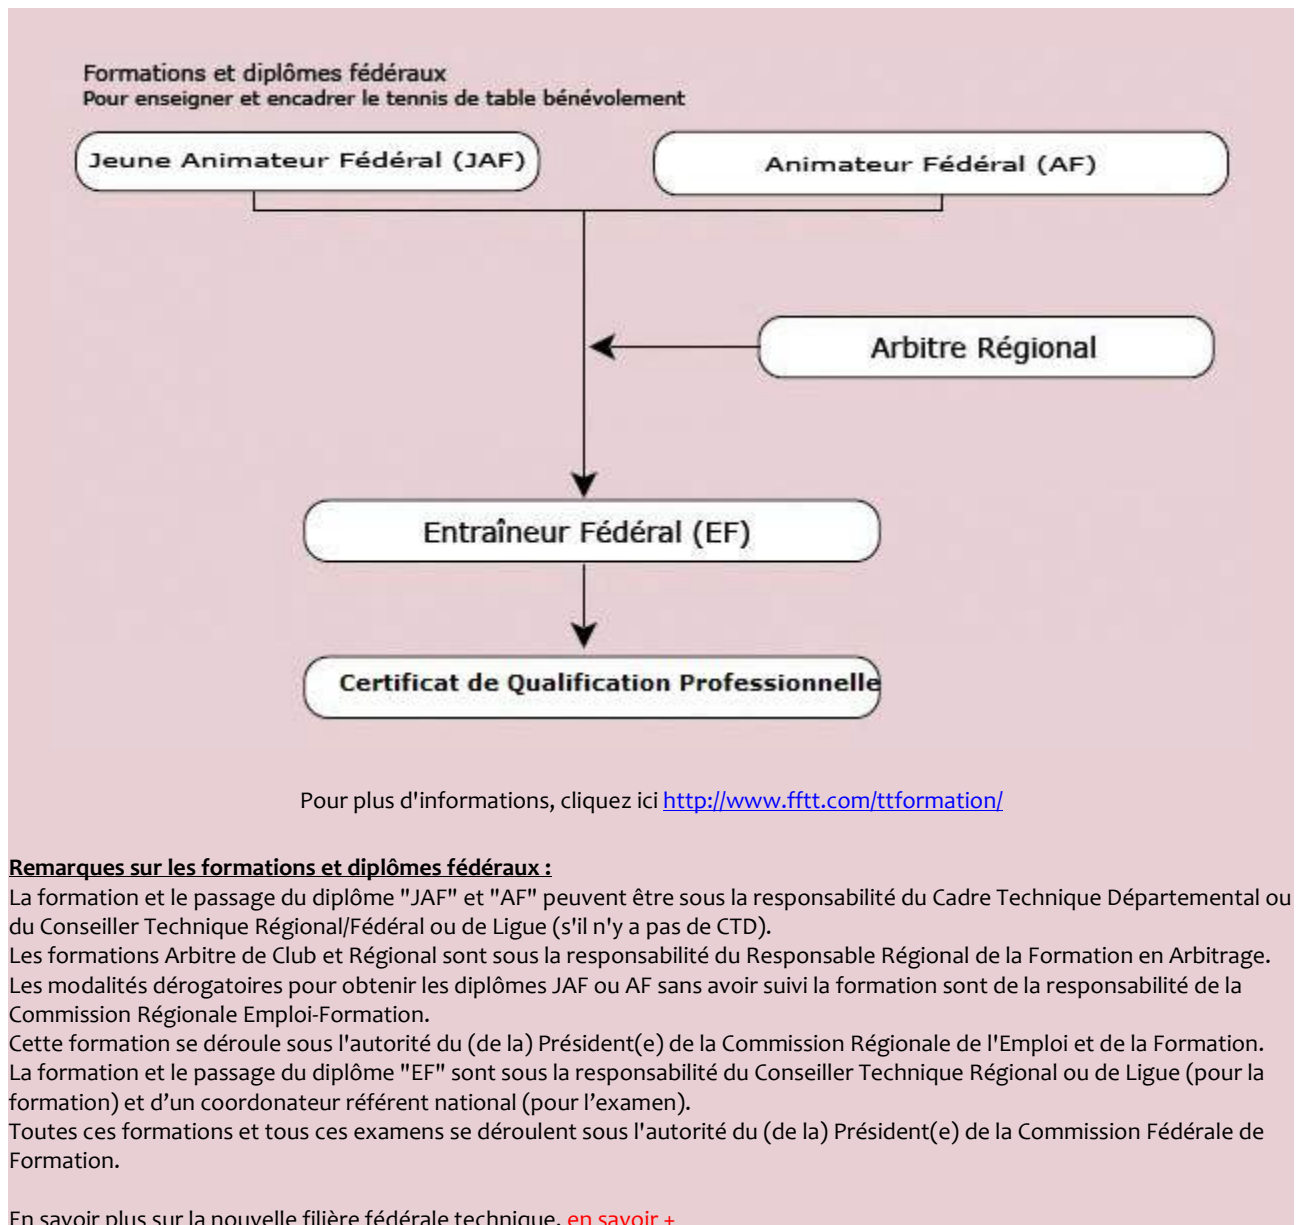 Formations et diplômes fédéraux
Pour enseigner et encadrer le tennis de table bénévolement
Jeune Animateur Fédéral (JAF)
Animateur Fédéral (AF)
Arbitre Régional
Entraîneur Fédéral (EF)
Certificat de Qualification Professionnelle
Pour plus d'informations, cliquez ici http://www.fftt.com/ttformation/
Remarques sur les formations et diplômes fédéraux :
La formation et le passage du diplôme "JAF" et "AF" peuvent être sous la responsabilité du Cadre Technique Départemental ou
du Conseiller Technique Régional/Fédéral ou de Ligue (s'il n'y a pas de CTD).
Les formations Arbitre de Club et Régional sont sous la responsabilité du Responsable Régional de la Formation en Arbitrage.
Les modalités dérogatoires pour obtenir les diplômes JAF ou AF sans avoir suivi la formation sont de la responsabilité de la
Commission Régionale Emploi-Formation.
Cette formation se déroule sous l'autorité du (de la) Président(e) de la Commission Régionale de l'Emploi et de la Formation.
La formation et le passage du diplôme "EF" sont sous la responsabilité du Conseiller Technique Régional ou de Ligue (pour la
formation) et d’un coordonateur référent national (pour l’examen).
Toutes ces formations et tous ces examens se déroulent sous l'autorité du (de la) Président(e) de la Commission Fédérale de
Formation.
En savoir plus sur la nouvelle filière fédérale technique, en savoir +